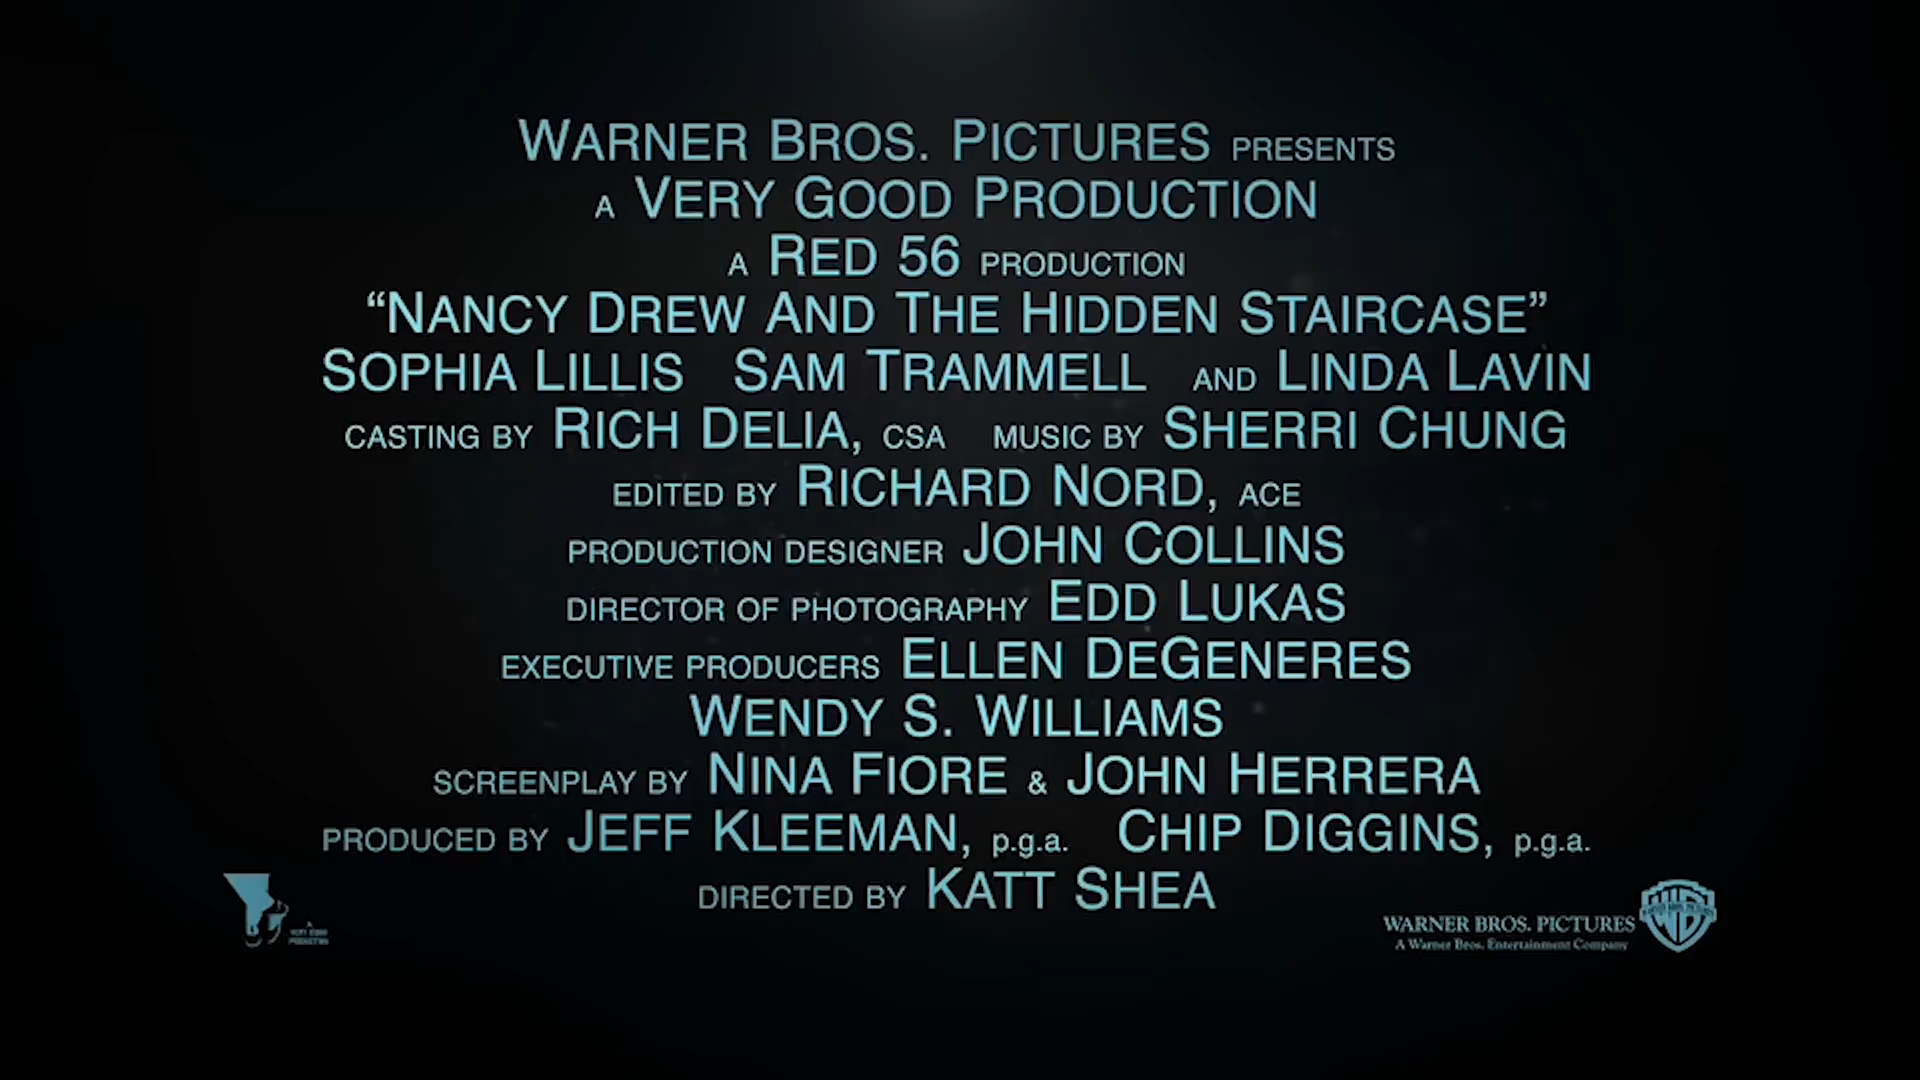 WARNER BROS. PICTURES PRESENTS
A VERY GOOD PRODUCTION
A RED 56 PRODUCTION
“NANCY DREW AND THE HIDDEN STAIRCASE”
SOPHIA LILLIS SAM TRAMMELL AND LINDA LAVIN
CASTING BY RICH DELIA, CSA MUSIC BY SHERRI CHUNG
EDITED BY RICHARD NORD, ACE
PRODUCTION DESIGNER JOHN COLLINS
DIRECTOR OF PHOTOGRAPHY EDD LUKAS
EXECUTIVE PRODUCERS ELLEN DEGENERES
WENDY S. WILLIAMS
SCREENPLAY BY NINA FIORE & JOHN HERRERA
PRODUCED BY JEFF KLEEMAN, p.g.a. CHIP DIGGINS, p.g.a.
DIRECTED BY KATT SHEA
WARNER BROS. PICTURES
A Warner Bros. Entertainment Company